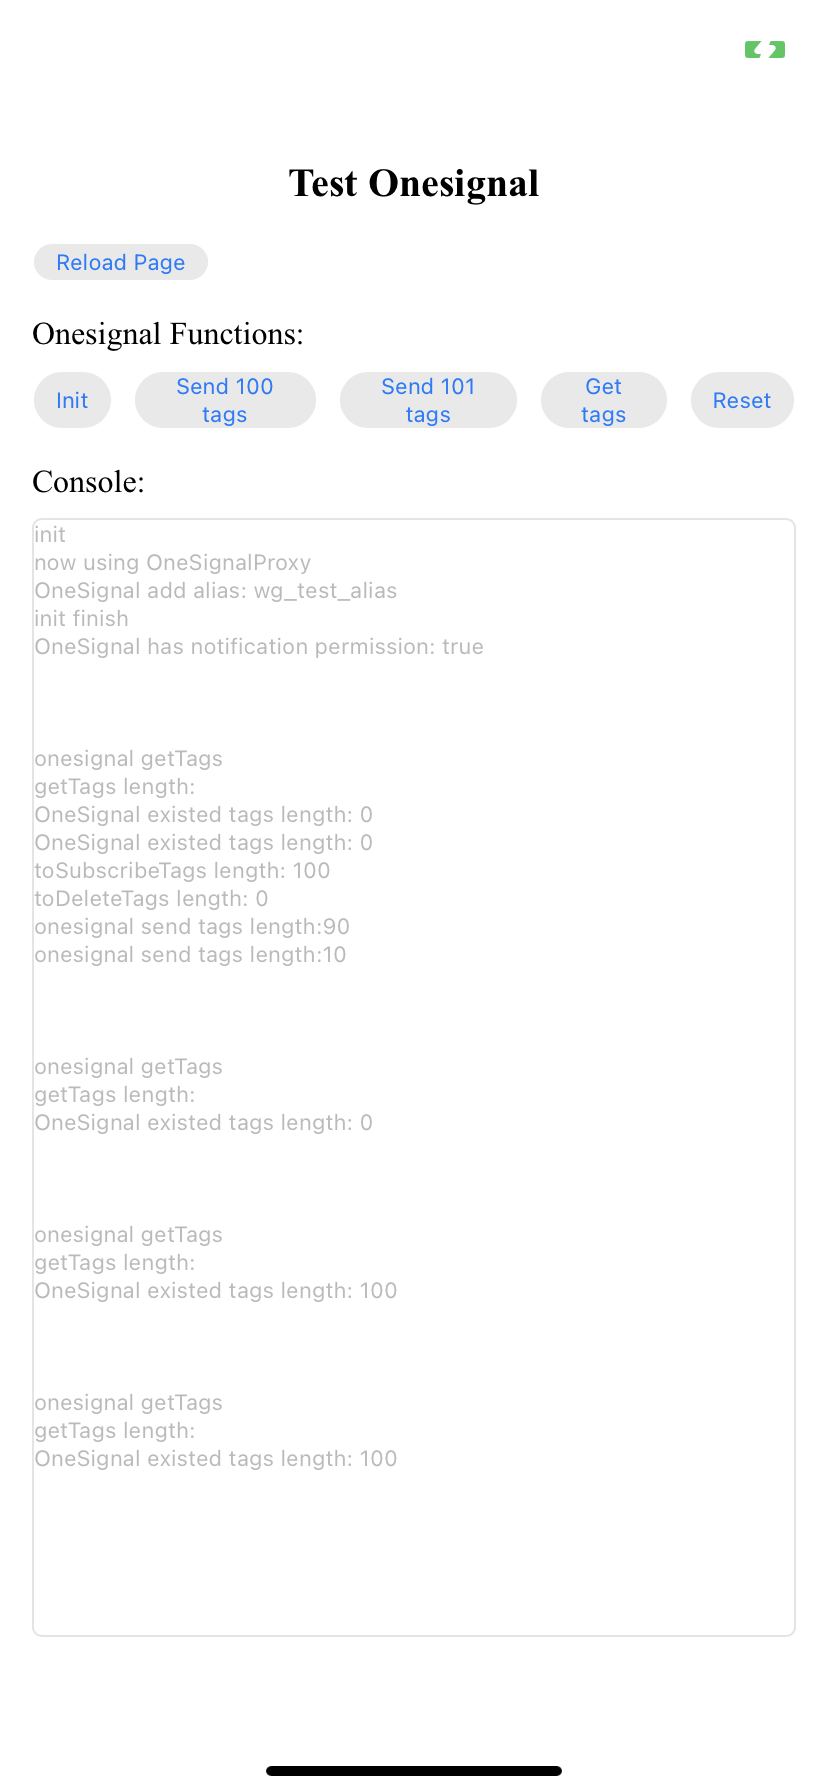 Test Onesignal
Reload Page
Onesignal Functions:
Init
Send 100
tags
Send 101
tags
Get
tags
Reset
Console:
init
now using OneSignalProxy
OneSignal add alias: wg_test_alias
init finish
OneSignal has notification permission: true
onesignal getTags
getTags length:
OneSignal existed tags length: 0
OneSignal existed tags length: 0
toSubscribeTags length: 100
toDeleteTags length: 0
onesignal send tags length:90
onesignal send tags length:10
onesignal getTags
getTags length:
OneSignal existed tags length: 0
onesignal getTags
getTags length:
OneSignal existed tags length: 100
onesignal getTags
getTags length:
OneSignal existed tags length: 100